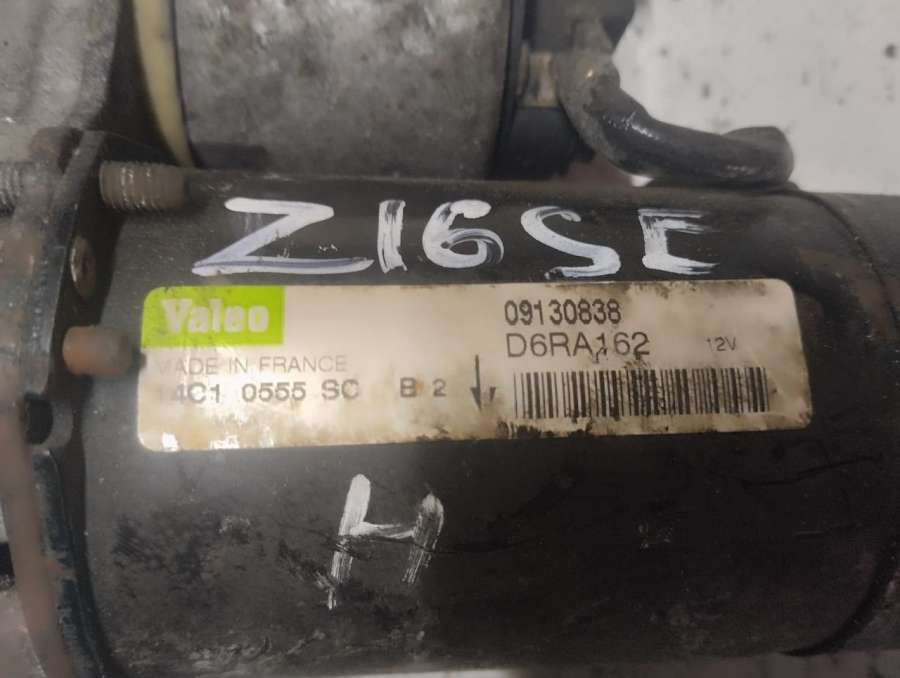 Z16SE
Valeo
09130838
MADE IN FRANCE
D6RA162 12V
14C1 0555 SC B 2
H